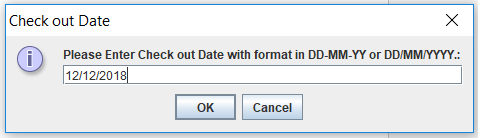 Check out Date
Please Enter Check out Date with format in DD-MM-YY or DD/MM/YYYY.:
12/12/2018
OK Cancel